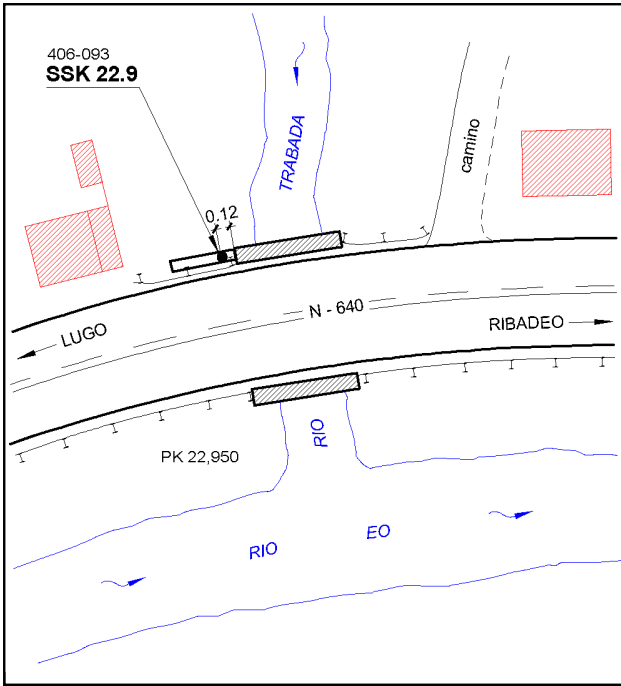 406-093
SSK 22.9
TRABADA
camino
0.12
N - 640
LUGO
RIBADEO
RIO
PK 22,950
RIO
EO